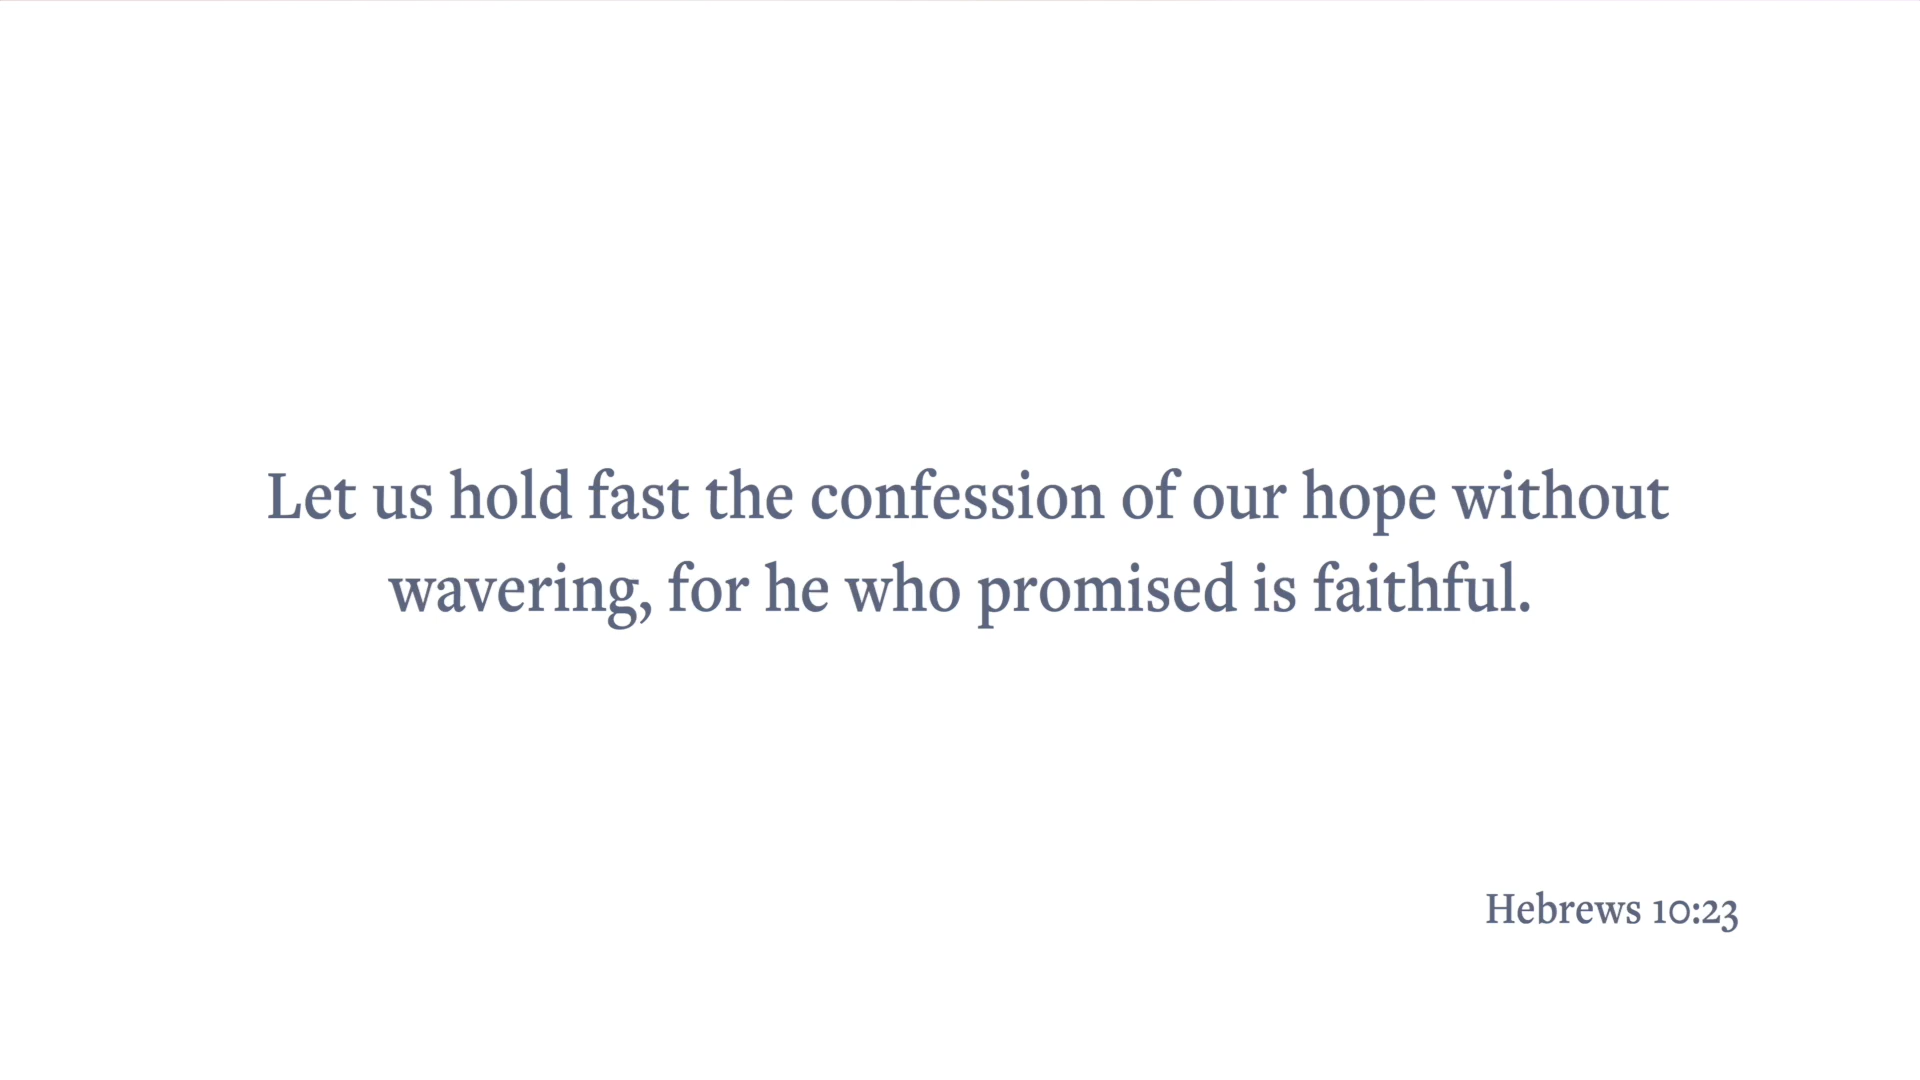 Let us hold fast the confession of our hope without
wavering, for he who promised is faithful.
Hebrews 10:23